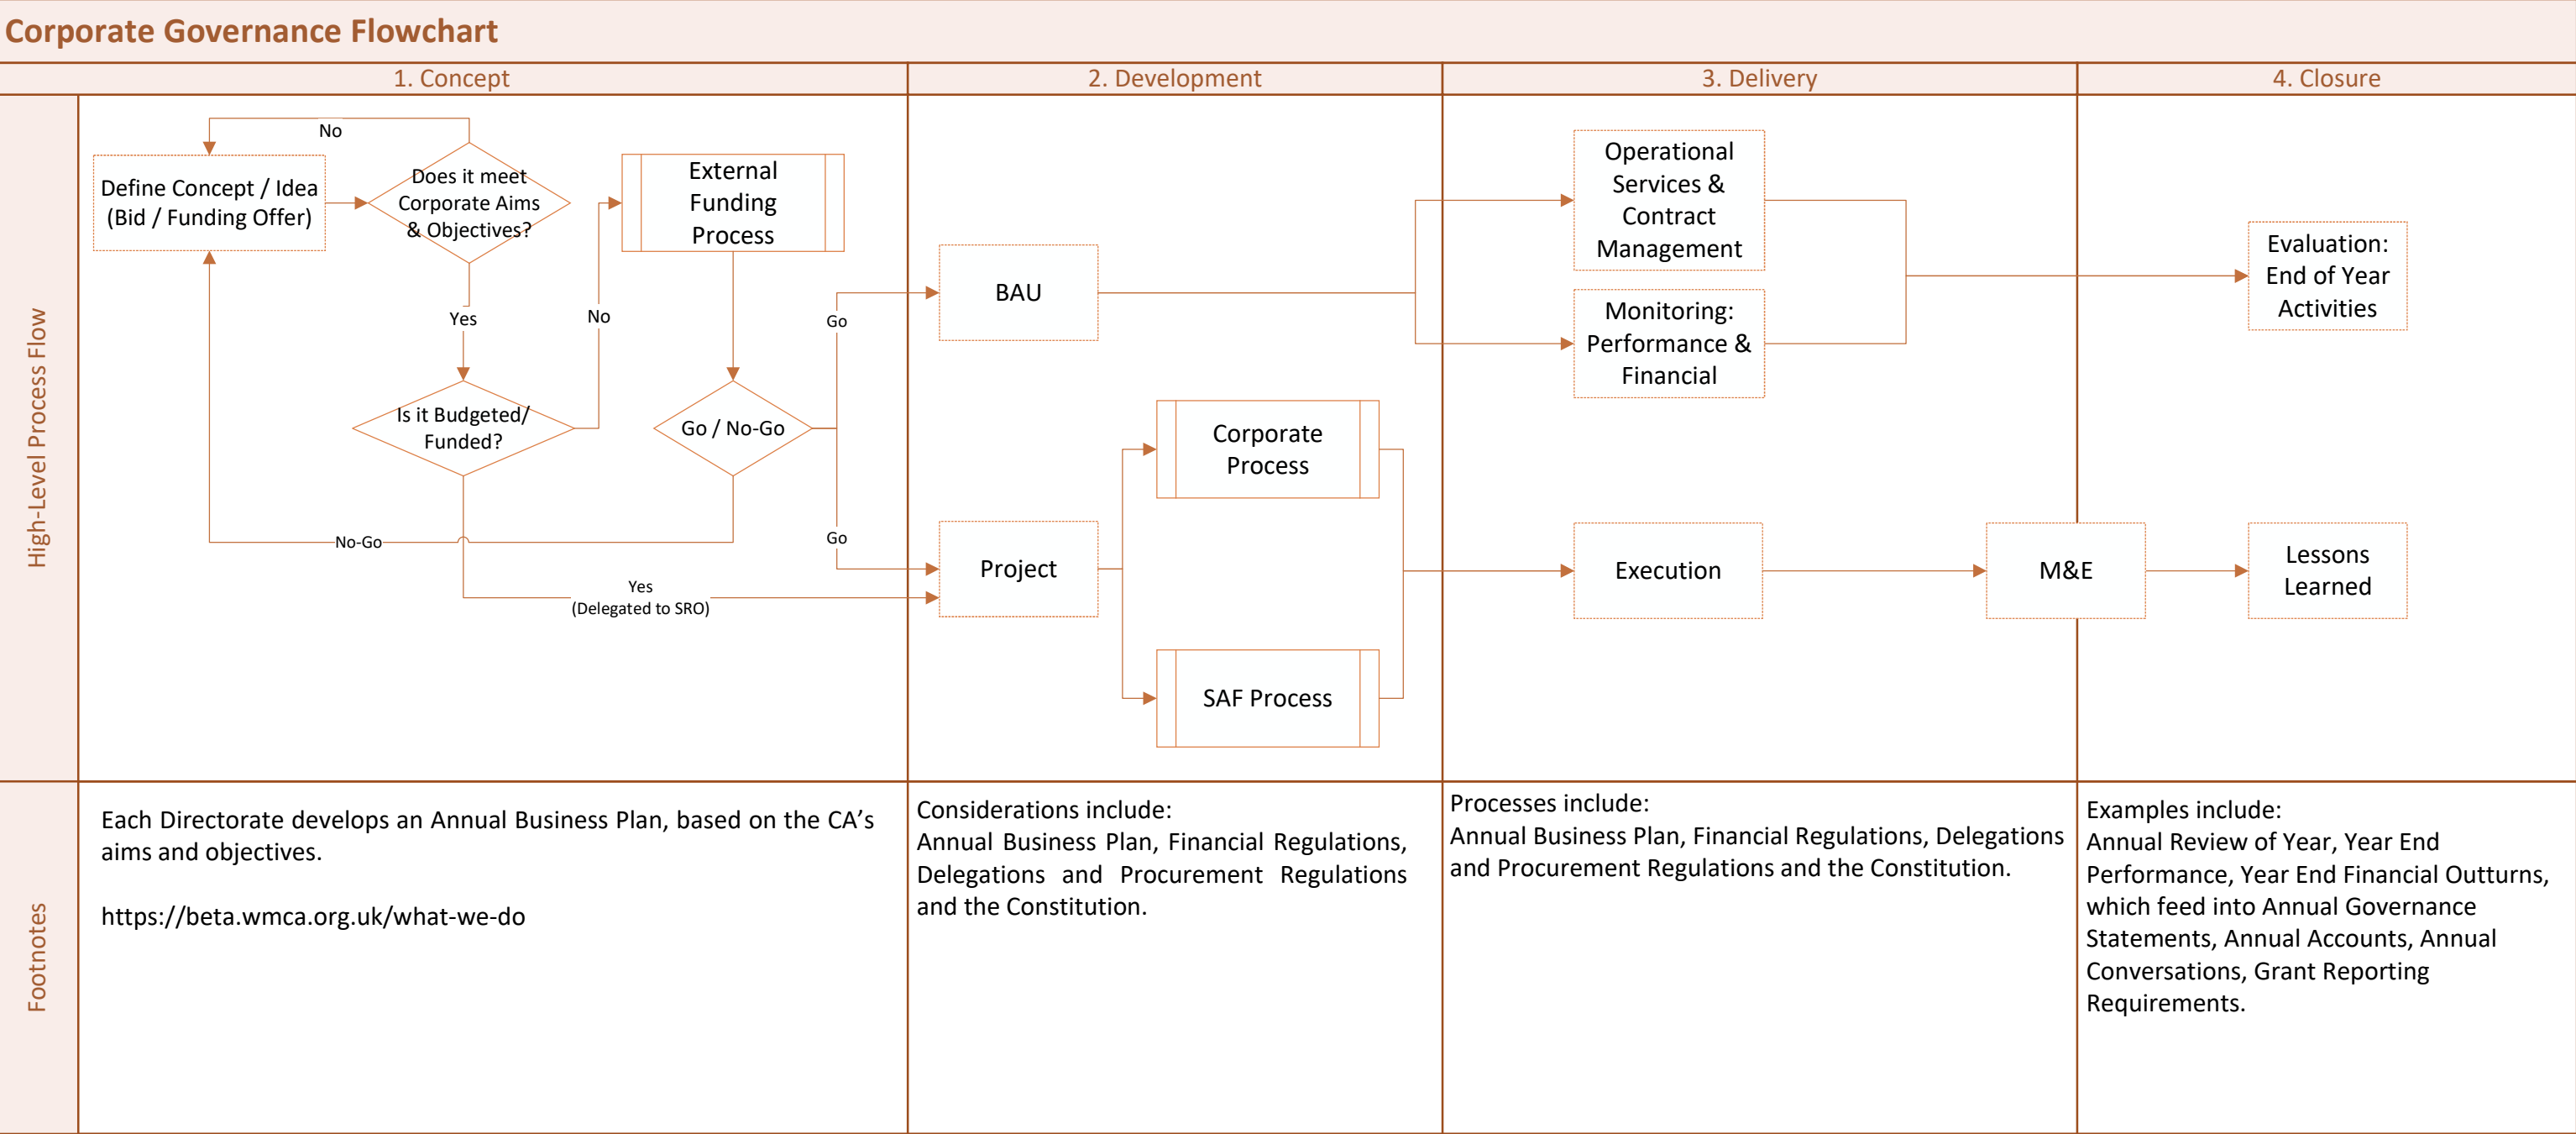 Corporate Governance Flowchart
1. Concept
2. Development
3. Delivery
4. Closure
High-Level Process Flow
No
Define Concept / Idea
(Bid / Funding Offer)
Does it meet
Corporate Aims
& Objectives?
External
Funding
Process
Yes
No
Go
Is it Budgeted/
Funded?
Go / No-Go
No-Go
Go
Yes
(Delegated to SRO)
BAU
Project
Corporate
Process
SAF Process
Operational
Services &
Contract
Management
Monitoring:
Performance &
Financial
Execution
M&E
Evaluation:
End of Year
Activities
Lessons
Learned
Footnotes
Each Directorate develops an Annual Business Plan, based on the CA’s
aims and objectives.
https://beta.wmca.org.uk/what-we-do
Considerations include:
Annual Business Plan, Financial Regulations,
Delegations and Procurement Regulations
and the Constitution.
Processes include:
Annual Business Plan, Financial Regulations, Delegations
and Procurement Regulations and the Constitution.
Examples include:
Annual Review of Year, Year End
Performance, Year End Financial Outturns,
which feed into Annual Governance
Statements, Annual Accounts, Annual
Conversations, Grant Reporting
Requirements.